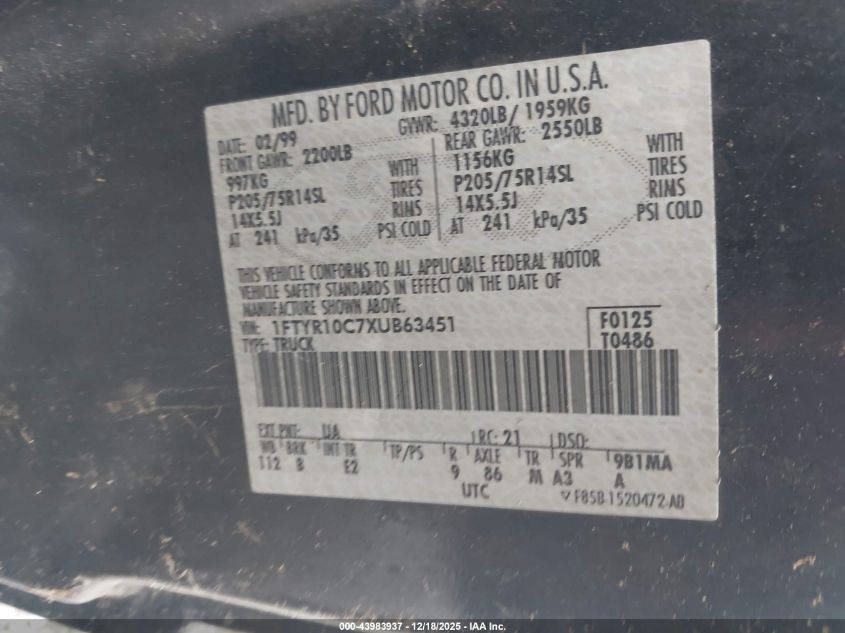 MFD. BY FORD MOTOR CO. IN U.S.A.
DATE: 02/99 GVWR: 4320LB/ 1959KG
FRONT GAWR: 2200LB REAR GAWR: 2550LB
997KG WITH 1156KG WITH
P205/75R14SL TIRES P205/75R14SL TIRES
14X5.5J RIMS 14X5.5J RIMS
AT 241 kPa/35 PSI COLD AT 241 kPa/35 PSI COLD
THIS VEHICLE CONFORMS TO ALL APPLICABLE FEDERAL MOTOR
VEHICLE SAFETY STANDARDS IN EFFECT ON THE DATE OF
MANUFACTURE SHOWN ABOVE.
VIN: 1FTYR10C7XUB63451 F0125
TYPE: TRUCK T0486
EXT PNT: UA RC: 21 DSO:
WB BRK INT TR TP/PS R AXLE TR SPR 9B1MA
112 B E2 9 86 M A3 A
UTC F85B-1520472-AB
000-43983937 - 12/18/2025 - IAA Inc.